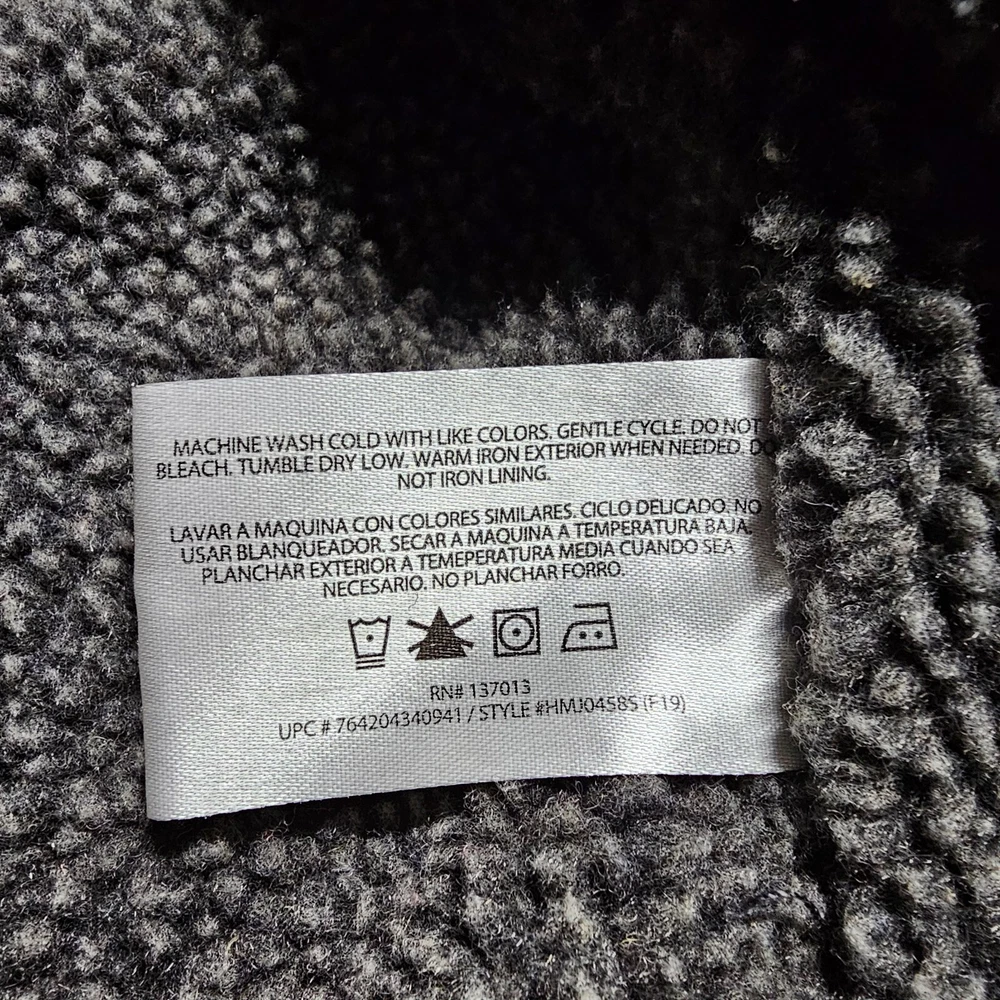 MACHINE WASH COLD WITH LIKE COLORS. GENTLE CYCLE. DO NOT
BLEACH. TUMBLE DRY LOW. WARM IRON EXTERIOR WHEN NEEDED. DO
NOT IRON LINING.
LAVAR A MAQUINA CON COLORES SIMILARES. CICLO DELICADO. NO
USAR BLANQUEADOR. SECAR A MAQUINA A TEMPERATURA BAJA.
PLANCHAR EXTERIOR A TEMEPERATURA MEDIA CUANDO SEA
NECESARIO. NO PLANCHAR FORRO.
RN# 137013
UPC # 764204340941 / STYLE #HMJ0458S (F19)